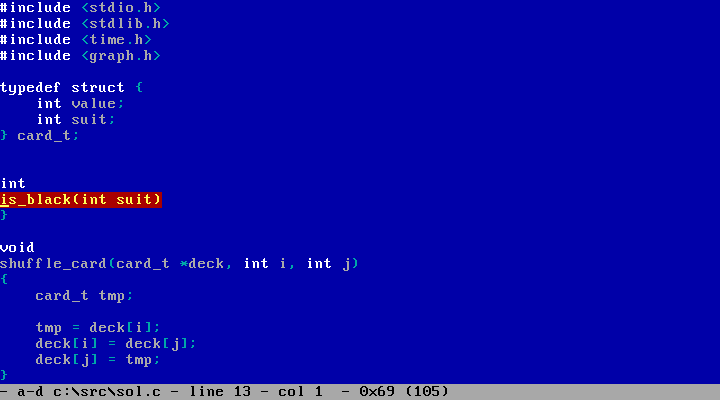 #include <stdio.h>
#include <stdlib.h>
#include <time.h>
#include <graph.h>

typedef struct {
    int value;
    int suit;
} card_t;


int
is_black(int suit)
}

void
shuffle_card(card_t *deck, int i, int j)
{
    card_t tmp;

    tmp = deck[i];
    deck[i] = deck[j];
    deck[j] = tmp;
}
- a-d c:\src\sol.c - line 13 - col 1  - 0x69 (105)